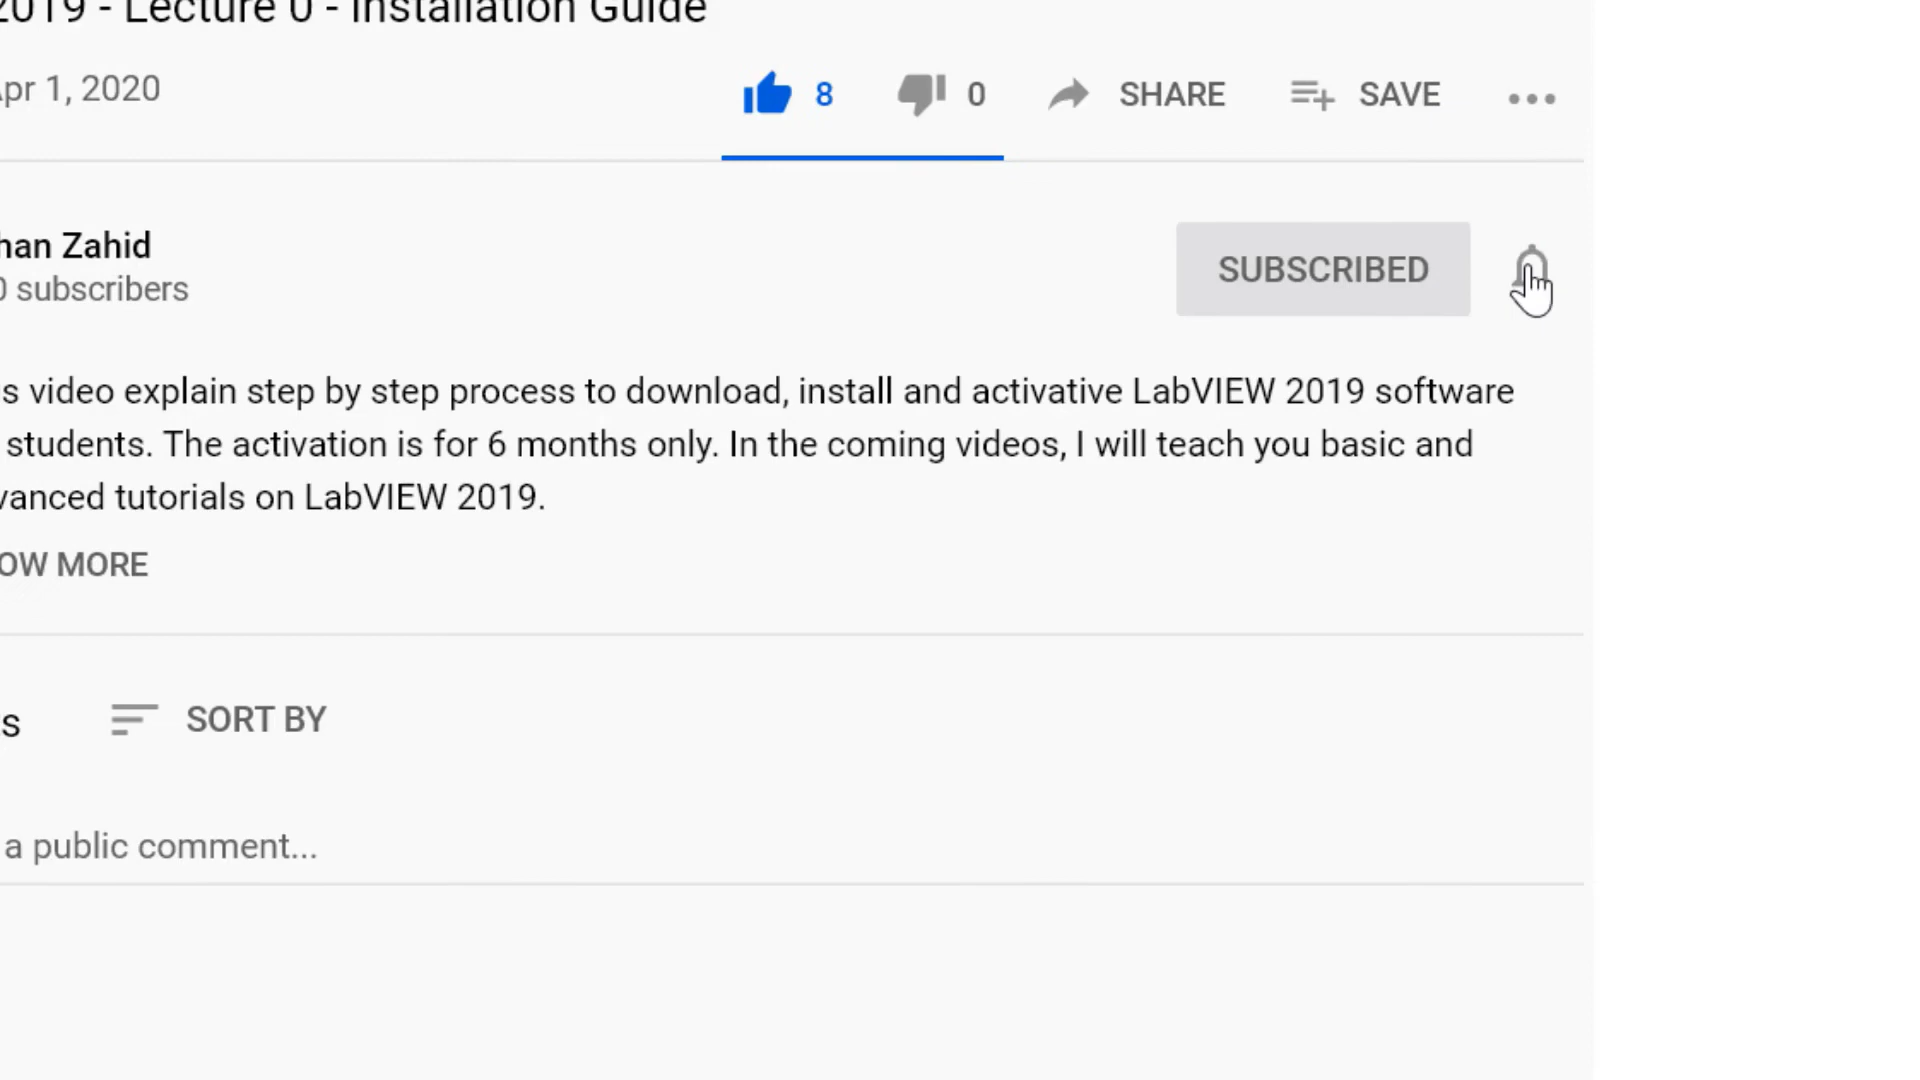 2019 - Lecture 0 - Installation Guide
Apr 1, 2020
8
0
SHARE
SAVE
han Zahid
0 subscribers
SUBSCRIBED
s video explain step by step process to download, install and activative LabVIEW 2019 software
students. The activation is for 6 months only. In the coming videos, I will teach you basic and
vanced tutorials on LabVIEW 2019.
OW MORE
s
SORT BY
a public comment...